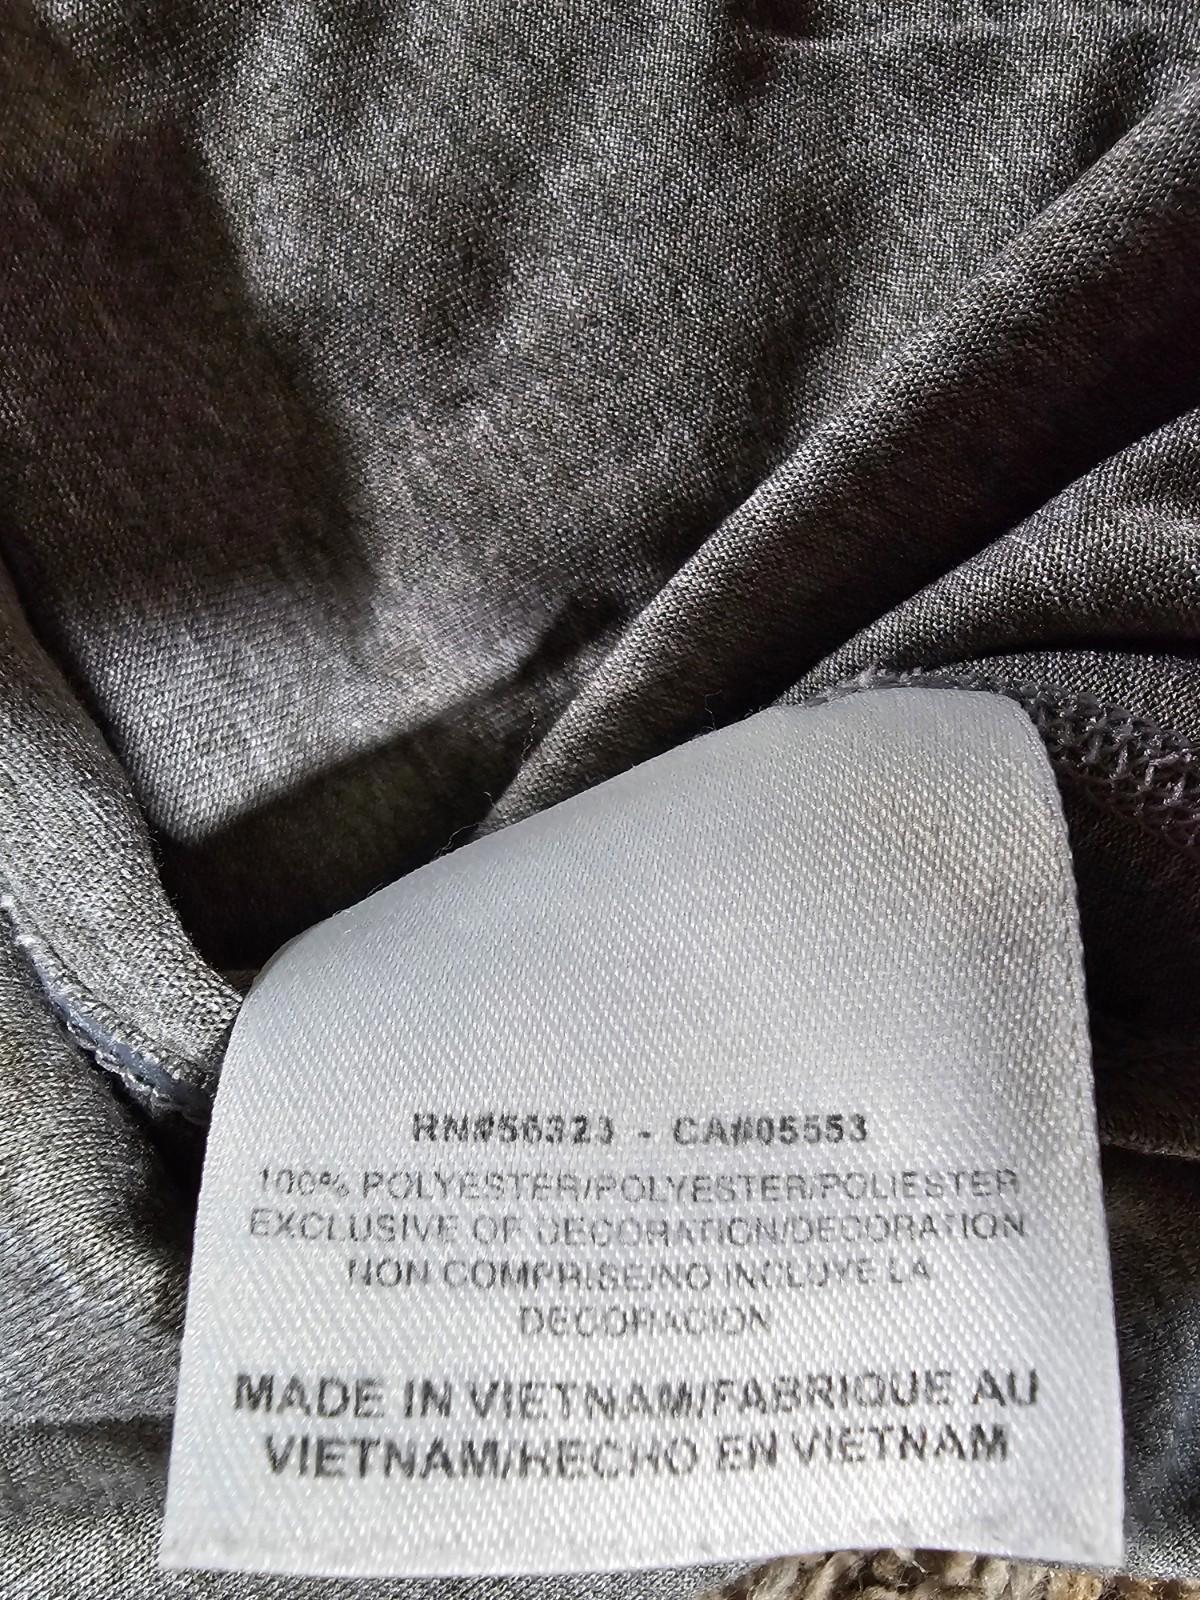 RN#56323 - CA#05553
100% POLYESTER/POLYESTER/POLIESTER
EXCLUSIVE OF DECORATION/DECORATION
NON COMPRISE/NO INCLUYE LA
DECORACION
MADE IN VIETNAM/FABRIQUE AU
VIETNAM/HECHO EN VIETNAM